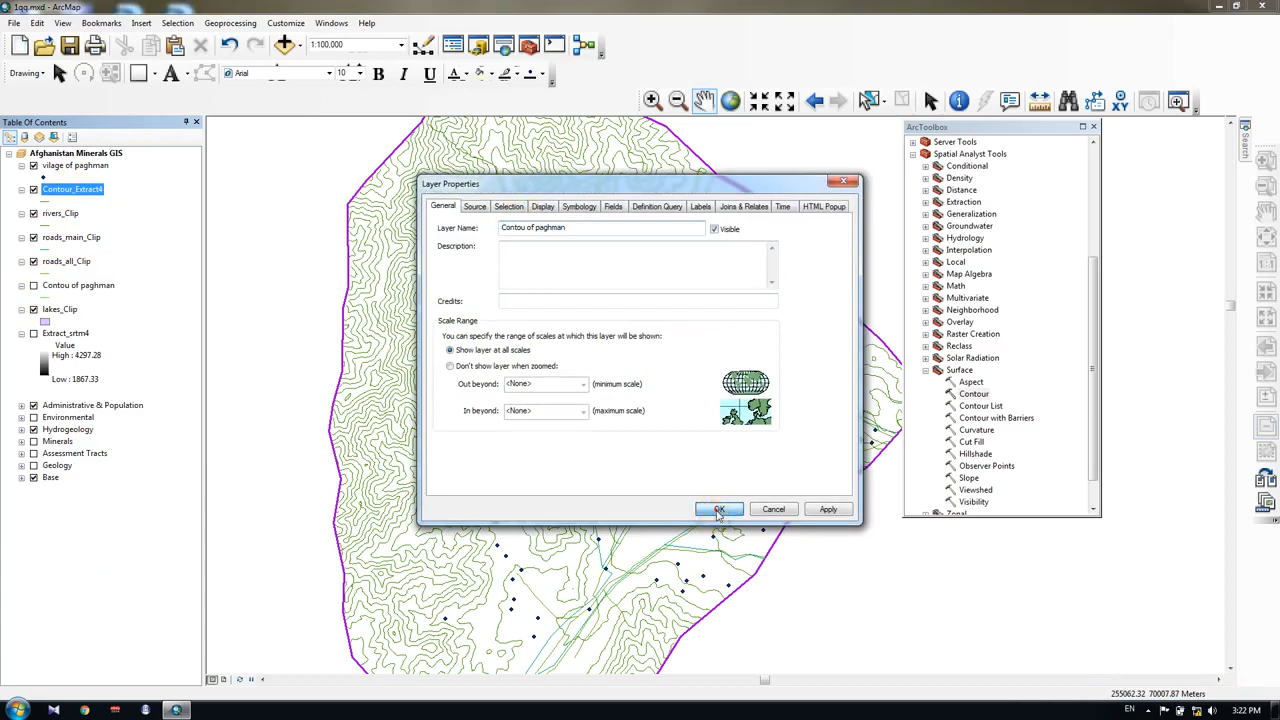 1qq.mxd - ArcMap
File Edit View Bookmarks Insert Selection Geoprocessing Customize Windows Help
1:100,000
Drawing Arial 10 B I U A
Table Of Contents
ArcToolbox
Search
Afghanistan Minerals GIS
vilage of paghman
Contour_Extract4
rivers_Clip
roads_main_Clip
roads_all_Clip
Contou of paghman
lakes_Clip
Extract_srtm4
Value
High : 4297.28
Low : 1867.33
Administrative & Population
Environmental
Hydrogeology
Minerals
Assessment Tracts
Geology
Base
Layer Properties
General Source Selection Display Symbology Fields Definition Query Labels Joins & Relates Time HTML Popup
Layer Name: Contou of paghman Visible
Description:
Credits:
Scale Range
You can specify the range of scales at which this layer will be shown:
Show layer at all scales
Don't show layer when zoomed:
Out beyond: <None> (minimum scale)
In beyond: <None> (maximum scale)
OK Cancel Apply
Server Tools
Spatial Analyst Tools
Conditional
Density
Distance
Extraction
Generalization
Groundwater
Hydrology
Interpolation
Local
Map Algebra
Math
Multivariate
Neighborhood
Overlay
Raster Creation
Reclass
Solar Radiation
Surface
Aspect
Contour
Contour List
Contour with Barriers
Curvature
Cut Fill
Hillshade
Observer Points
Slope
Viewshed
Visibility
Zonal
255062.32 70007.87 Meters
EN 3:22 PM